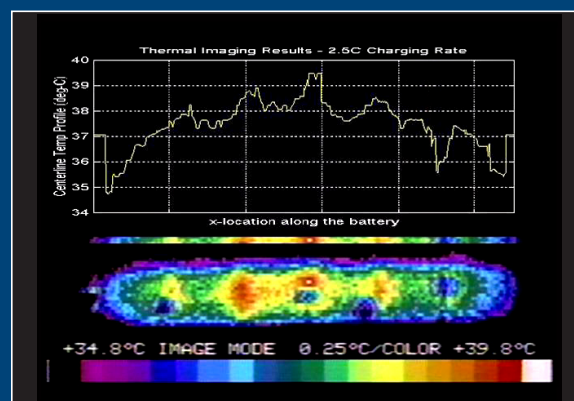 Thermal Imaging Results - 2.5C Charging Rate
Centerline Temp Profile (deg-C)
40
39
38
37
36
35
34
x-location along the battery
+34.8°C IMAGE MODE 0.25°C/COLOR +39.8°C